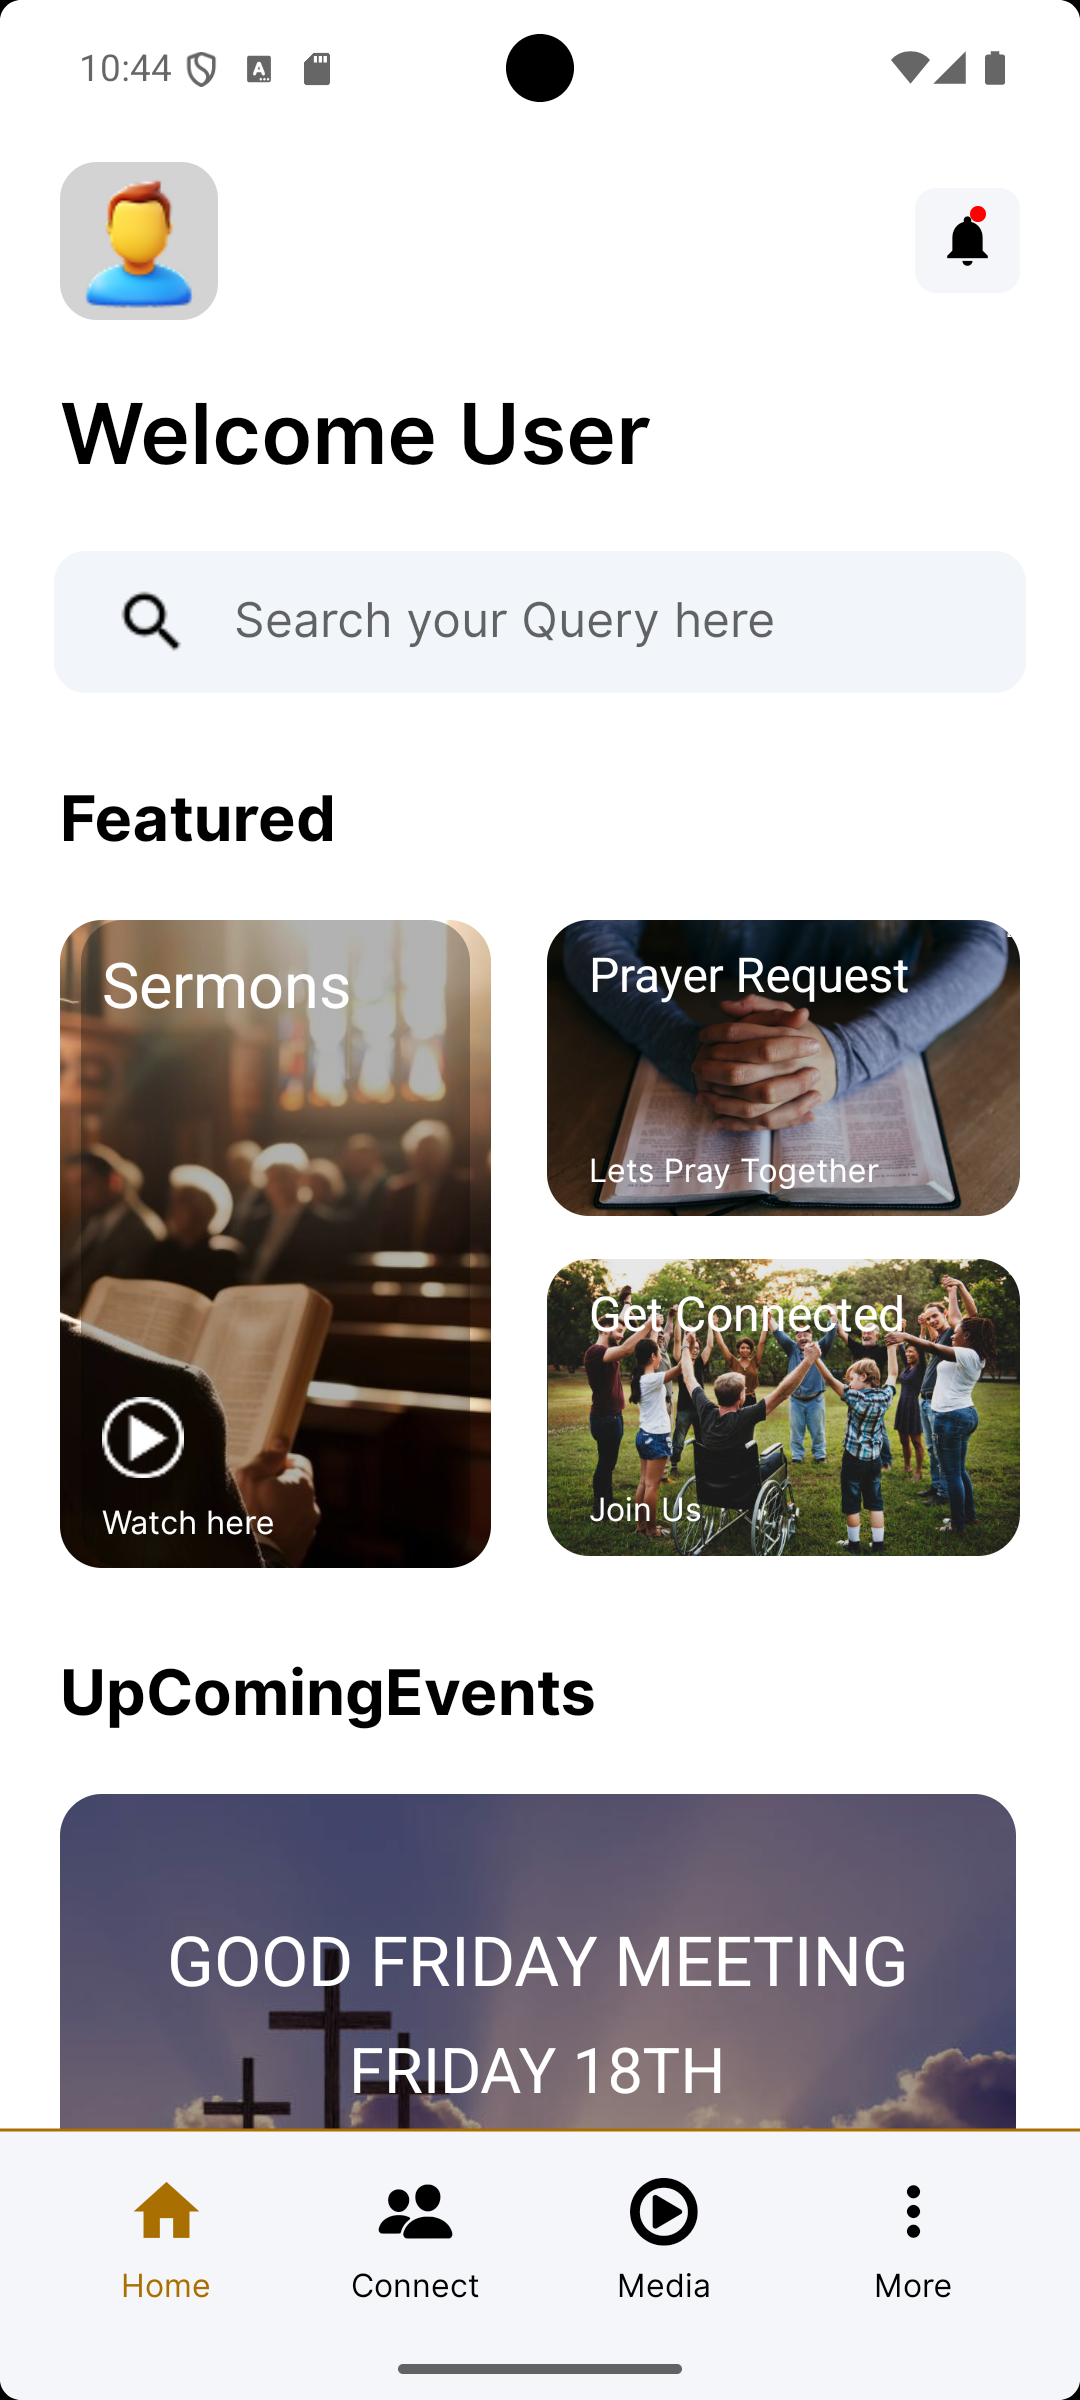 10:44
Welcome User
Search your Query here
Featured
Sermons
Watch here
Prayer Request
Lets Pray Together
Get Connected
Join Us
UpComingEvents
GOOD FRIDAY MEETING
FRIDAY 18TH
Home
Connect
Media
More